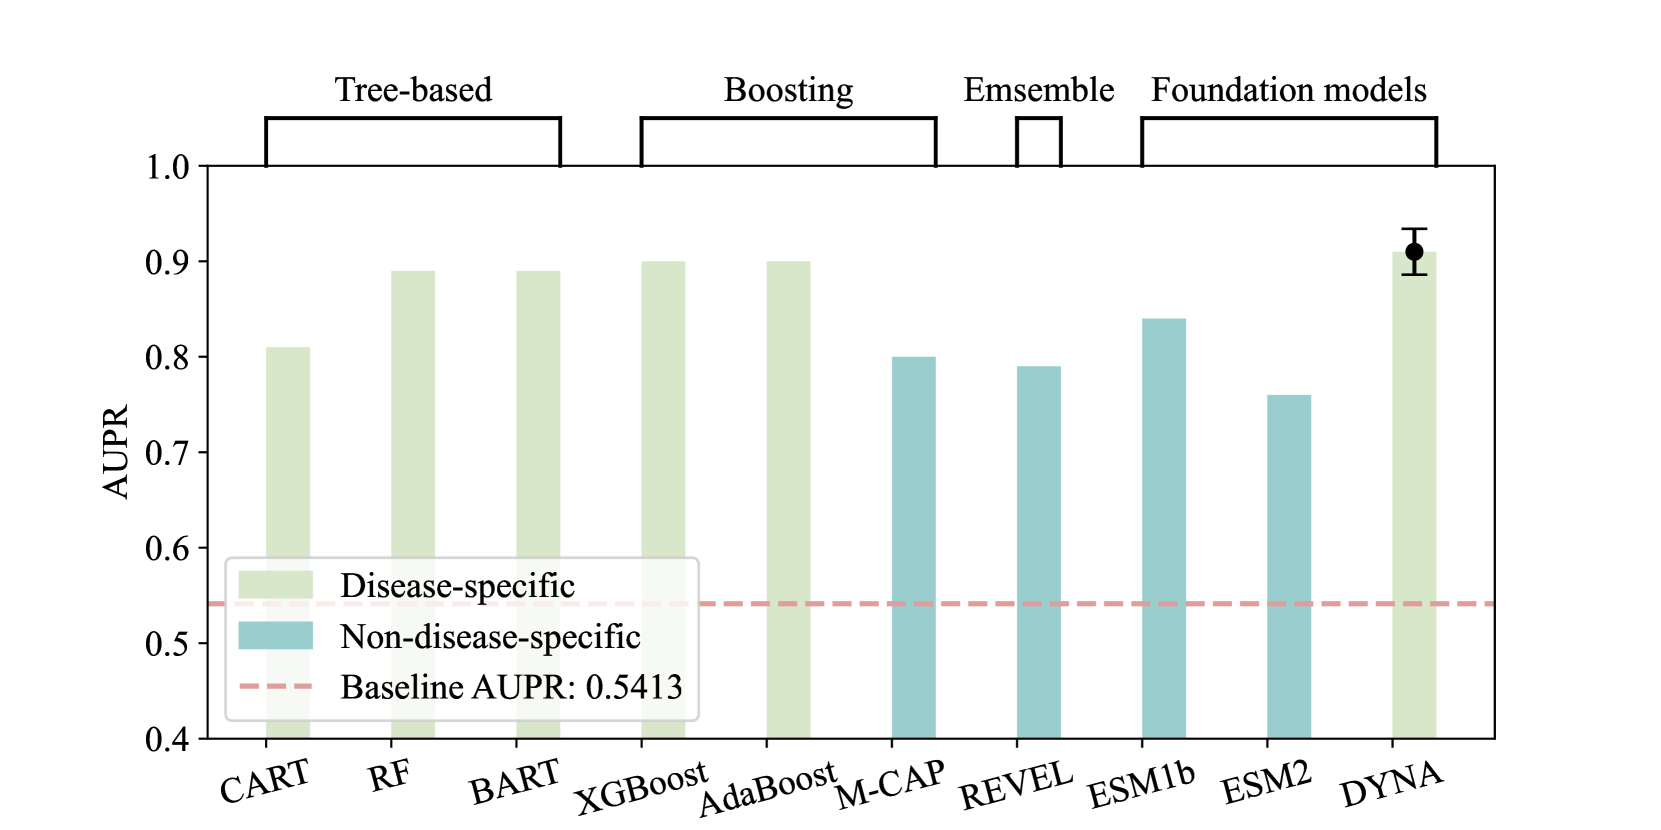 Tree-based Boosting Emsemble Foundation models
1.0
0.9
0.8
0.7
0.6
0.5
0.4
AUPR
Disease-specific
Non-disease-specific
Baseline AUPR: 0.5413
CART RF BART XGBoost AdaBoost M-CAP REVEL ESM1b ESM2 DYNA